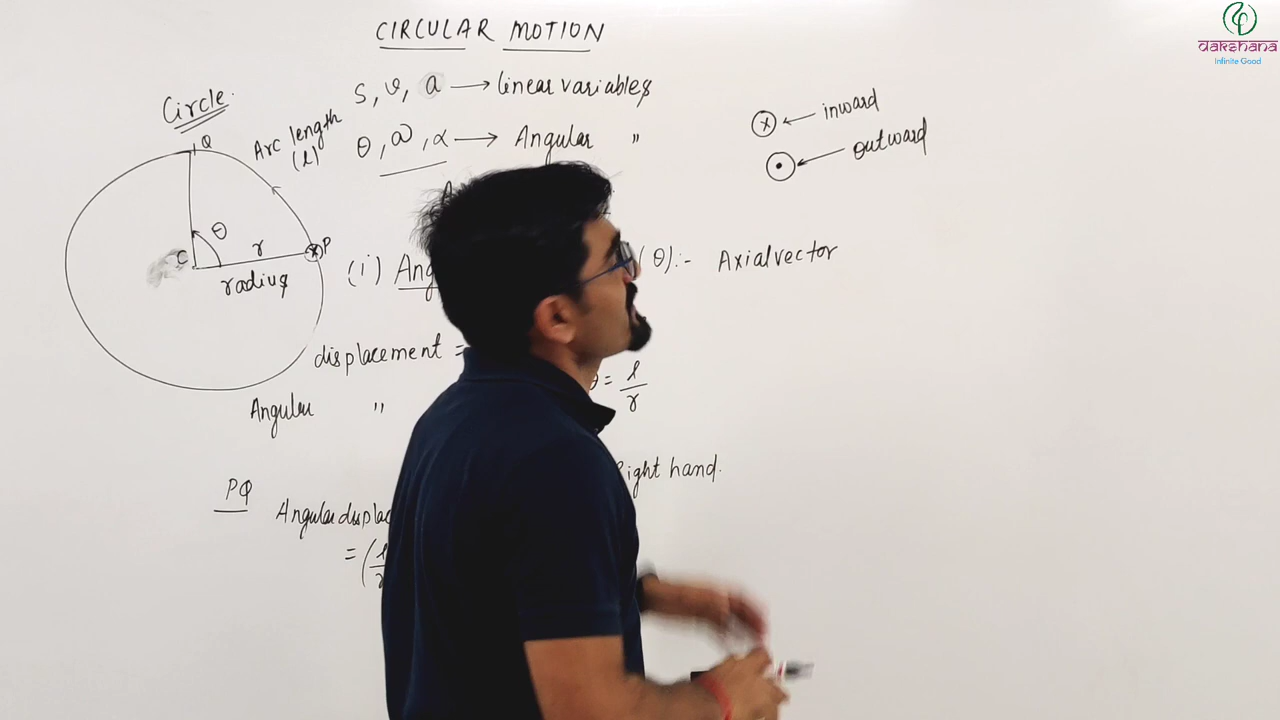 CIRCULAR MOTION
dakshana
Infinite Good
Circle
S, v, a → linear variables
θ, ω, α → Angular "
Arc length
(l)
Q
θ
r
P
C
radius
⊗ ← inward
⊙ ← outward
(i) Ang (θ):- Axial vector
displacement =
θ = l/r
Angular "
Right hand.
PQ
Angular displac
= (l/r